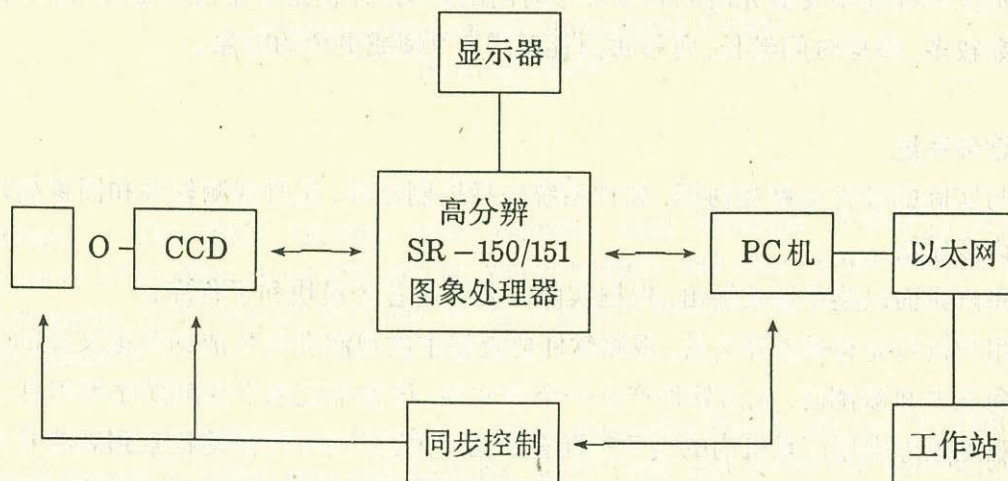 显示器
O
CCD
高分辨
SR-150/151
图象处理器
PC机
以太网
同步控制
工作站